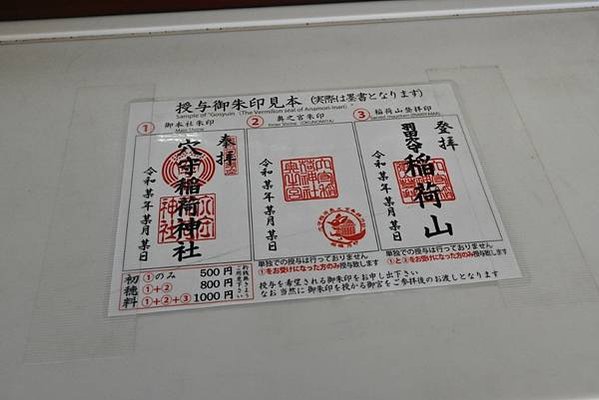 授与御朱印見本（実際は墨書となります）
Sample of "Gosyuin" (The Vermilion seal of Anamori Inari)
① 御本社朱印
Main Shrine
奉拝
穴守稲荷神社
令和 某年 某月 某日
② 奥之宮朱印
Inner Shrine (OKUNOMIYA)
令和 某年 某月 某日
単独での授与は行っておりません
①をお受けになった方のみ授与致します
③ 稲荷山登拝印
登拝
稲荷山
令和 某年 某月 某日
単独での授与は行っておりません
①と②をお受けになった方のみ授与致します
初穂料
①のみ 500円
①＋② 800円
①＋②＋③ 1000円
授与を希望される御朱印をお申し出下さい
なお 当然に 御朱印を授かる御宮をご参拝後のお渡しとなります